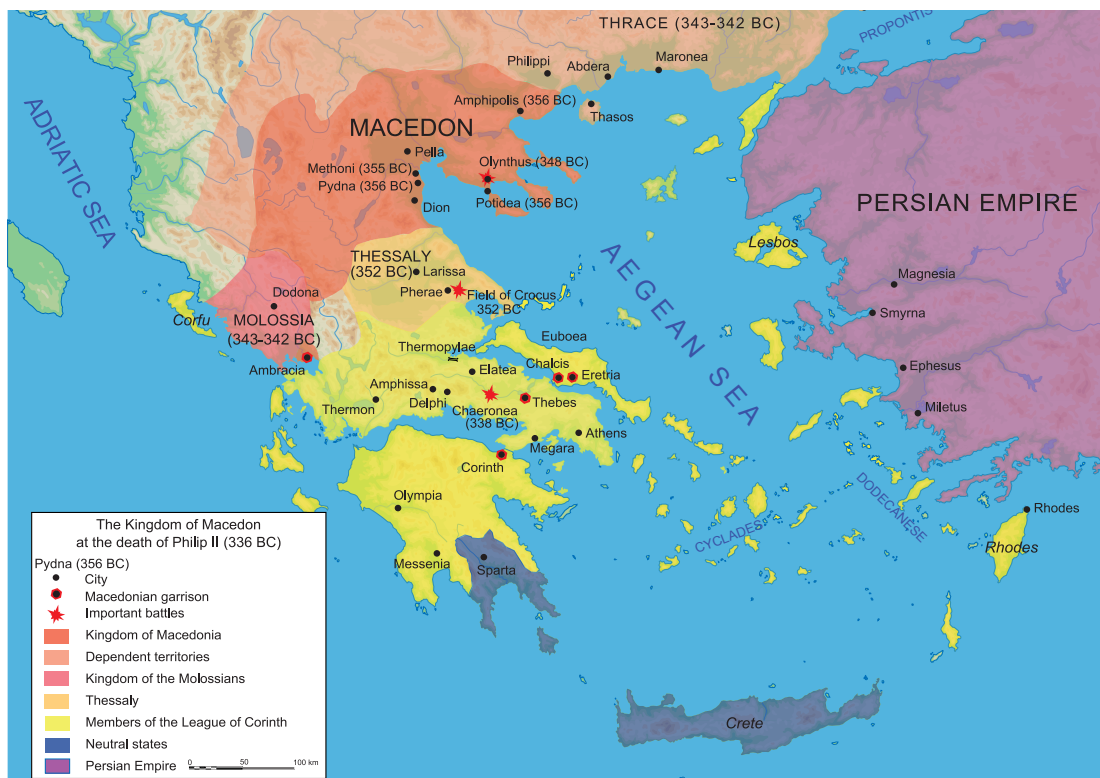 THRACE (343-342 BC)
PROPONTIS
Philippi
Abdera
Maronea
Amphipolis (356 BC)
Thasos
ADRIATIC SEA
MACEDON
Pella
Methoni (355 BC)
Olynthus (348 BC)
Pydna (356 BC)
Potidea (356 BC)
Dion
PERSIAN EMPIRE
Lesbos
THESSALY
(352 BC)
Larissa
AEGEAN SEA
Magnesia
Pherae
Field of Crocus
352 BC
Dodona
Corfu
MOLOSSIA
(343-342 BC)
Smyrna
Euboea
Thermopylae
Ambracia
Elatea
Chalcis
Eretria
Ephesus
Amphissa
Delphi
Thermon
Chaeronea
(338 BC)
Thebes
Miletus
Athens
Megara
Corinth
DODECANESE
Olympia
CYCLADES
Rhodes
Rhodes
Messenia
Sparta
Crete
The Kingdom of Macedon
at the death of Philip II (336 BC)
Pydna (356 BC)
City
Macedonian garrison
Important battles
Kingdom of Macedonia
Dependent territories
Kingdom of the Molossians
Thessaly
Members of the League of Corinth
Neutral states
Persian Empire
0 50 100 km